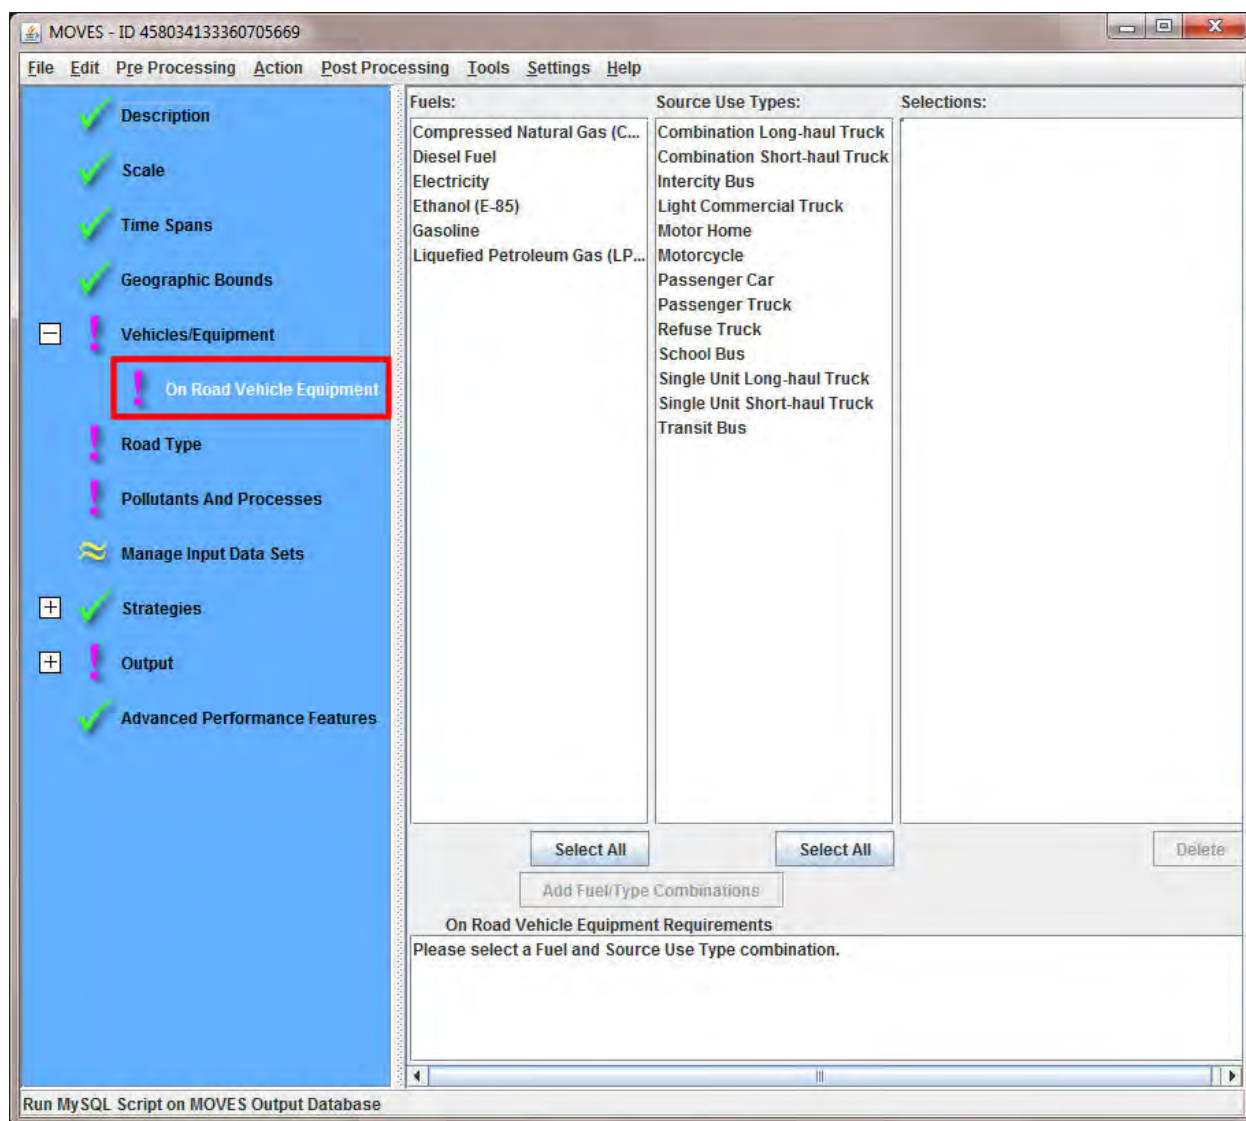 MOVES - ID 458034133360705669
File Edit Pre Processing Action Post Processing Tools Settings Help
Description
Scale
Time Spans
Geographic Bounds
Vehicles/Equipment
On Road Vehicle Equipment
Road Type
Pollutants And Processes
Manage Input Data Sets
Strategies
Output
Advanced Performance Features
Fuels:
Compressed Natural Gas (C...
Diesel Fuel
Electricity
Ethanol (E-85)
Gasoline
Liquefied Petroleum Gas (LP...
Select All
Source Use Types:
Combination Long-haul Truck
Combination Short-haul Truck
Intercity Bus
Light Commercial Truck
Motor Home
Motorcycle
Passenger Car
Passenger Truck
Refuse Truck
School Bus
Single Unit Long-haul Truck
Single Unit Short-haul Truck
Transit Bus
Select All
Selections:
Delete
Add Fuel/Type Combinations
On Road Vehicle Equipment Requirements
Please select a Fuel and Source Use Type combination.
Run MySQL Script on MOVES Output Database